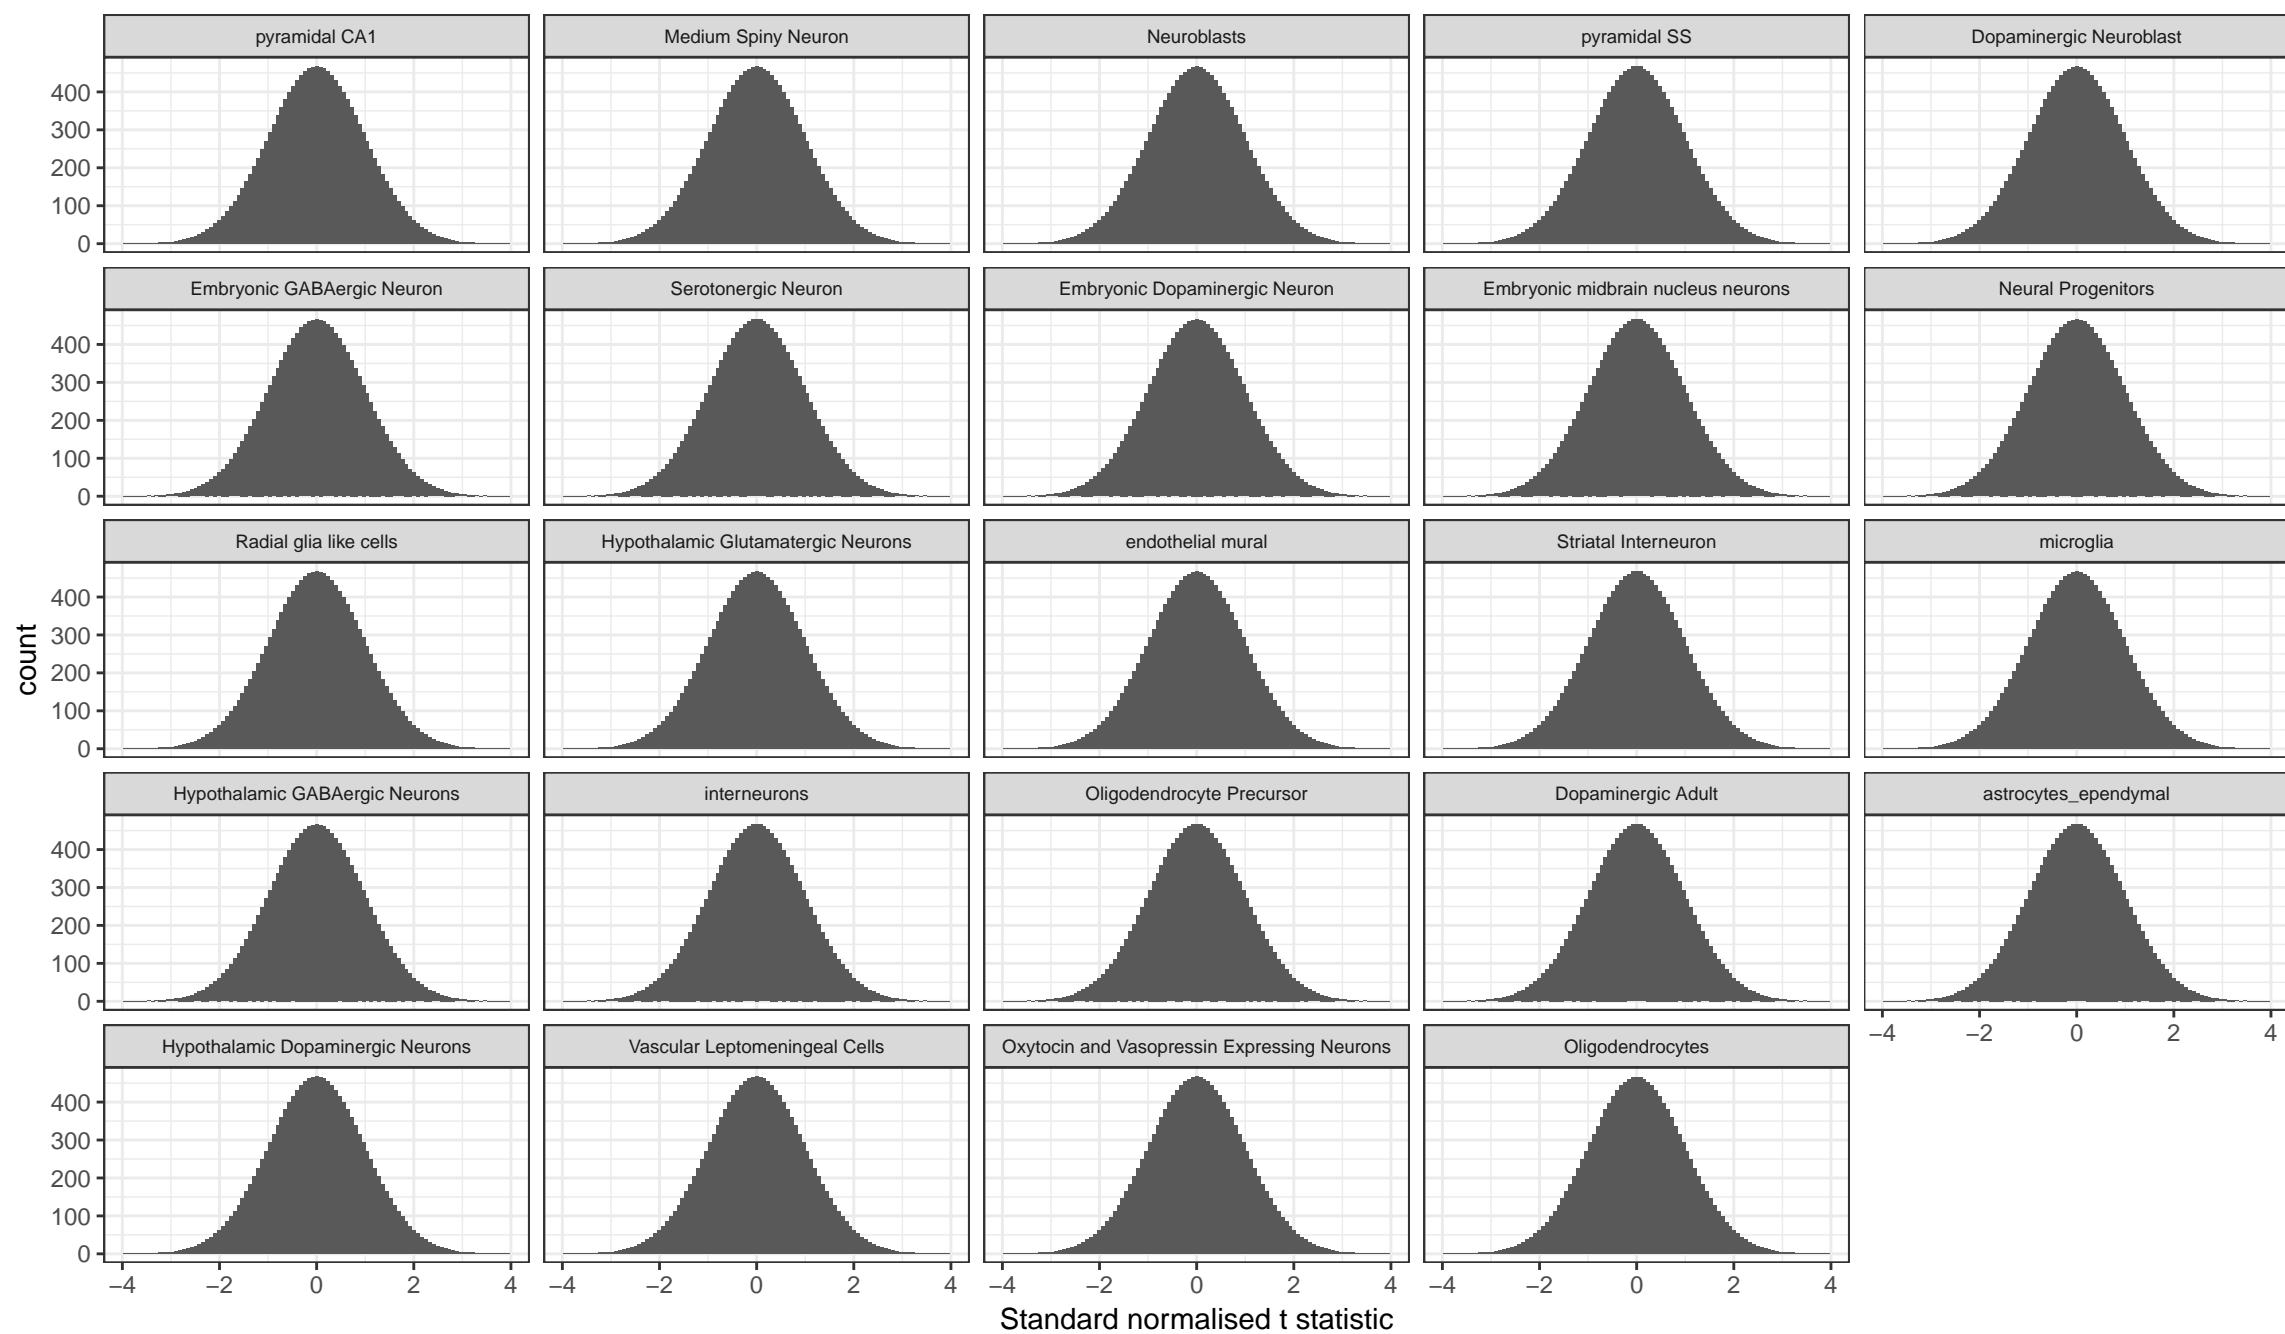 pyramidal CA1
Medium Spiny Neuron
Neuroblasts
pyramidal SS
Dopaminergic Neuroblast
400
300
200
100
0
Embryonic GABAergic Neuron
Serotonergic Neuron
Embryonic Dopaminergic Neuron
Embryonic midbrain nucleus neurons
Neural Progenitors
400
300
200
100
0
Radial glia like cells
Hypothalamic Glutamatergic Neurons
endothelial mural
Striatal Interneuron
microglia
400
300
200
100
0
count
Hypothalamic GABAergic Neurons
interneurons
Oligodendrocyte Precursor
Dopaminergic Adult
astrocytes_ependymal
400
300
200
100
0
−4 −2 0 2 4
Hypothalamic Dopaminergic Neurons
Vascular Leptomeningeal Cells
Oxytocin and Vasopressin Expressing Neurons
Oligodendrocytes
400
300
200
100
0
−4 −2 0 2 4
−4 −2 0 2 4
−4 −2 0 2 4
−4 −2 0 2 4
Standard normalised t statistic